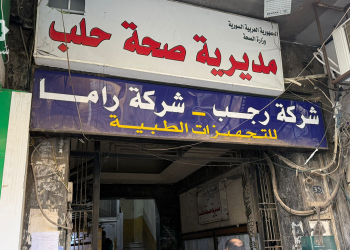 الجمهورية العربية السورية
وزارة الصحة
مديرية صحة حلب
شركة رجب - شركة راما
للتجهيزات الطبية